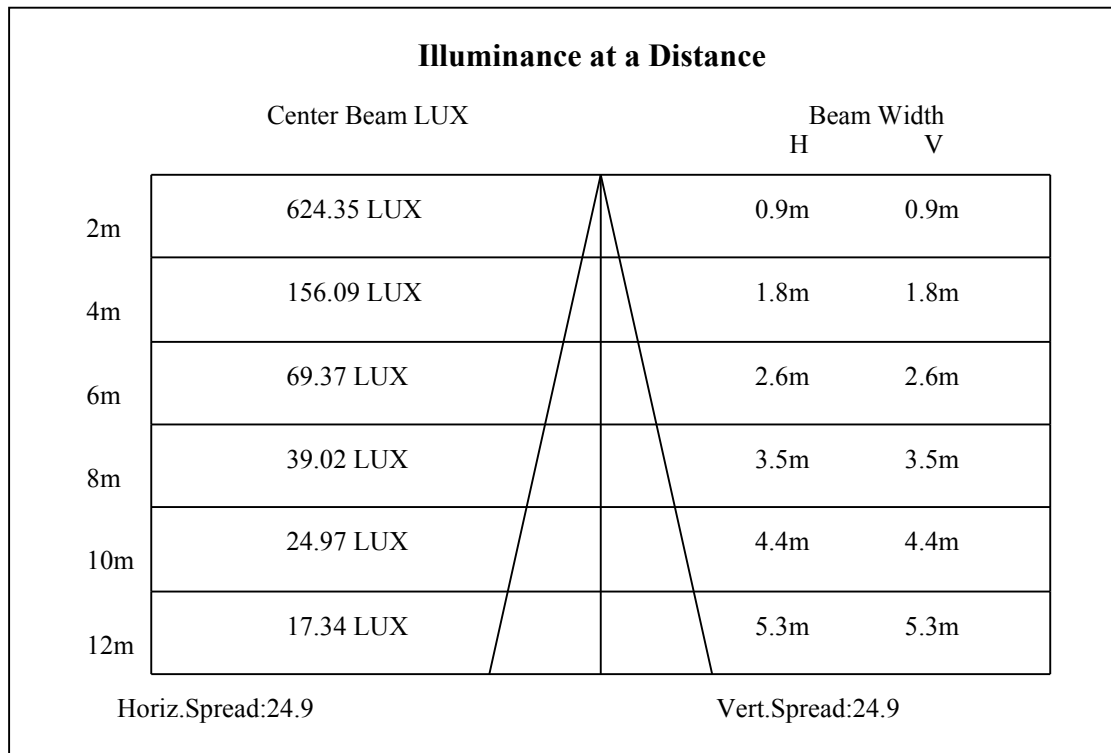 Illuminance at a Distance
Center Beam LUX Beam Width
H V
2m 624.35 LUX 0.9m 0.9m
4m 156.09 LUX 1.8m 1.8m
6m 69.37 LUX 2.6m 2.6m
8m 39.02 LUX 3.5m 3.5m
10m 24.97 LUX 4.4m 4.4m
12m 17.34 LUX 5.3m 5.3m
Horiz.Spread:24.9 Vert.Spread:24.9